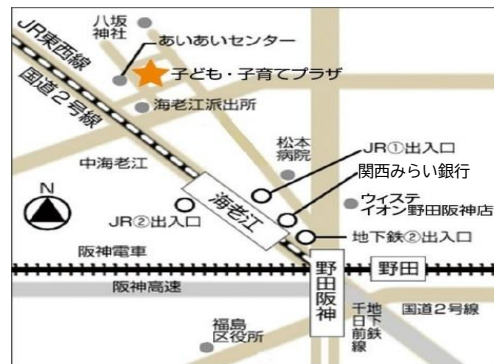 八坂
神社
あいあいセンター
JR東西線
国道2号線
子ども・子育てプラザ
海老江派出所
中海老江
松本
病院
JR①出入口
関西みらい銀行
N
海老江
ウィステ
イオン野田阪神店
JR②出入口
地下鉄②出入口
阪神電車
野田阪神
野田
阪神高速
国道2号線
地下鉄
千日前線
福島
区役所